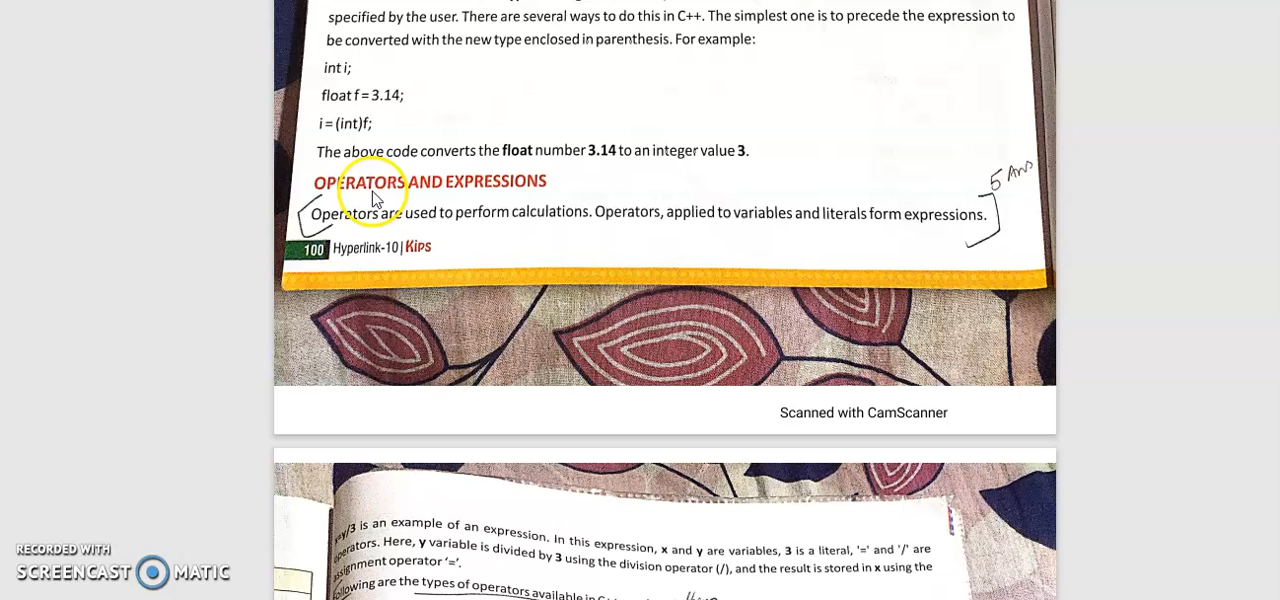 specified by the user. There are several ways to do this in C++. The simplest one is to precede the expression to
be converted with the new type enclosed in parenthesis. For example:
int i;
float f = 3.14;
i = (int)f;
The above code converts the float number 3.14 to an integer value 3.
OPERATORS AND EXPRESSIONS
5 Ans
Operators are used to perform calculations. Operators, applied to variables and literals form expressions.
100 Hyperlink-10 | Kips
Scanned with CamScanner
x=y/3 is an example of an expression. In this expression, x and y are variables, 3 is a literal, '=' and '/' are
operators. Here, y variable is divided by 3 using the division operator (/), and the result is stored in x using the
assignment operator '='.
Following are the types of operators available in
RECORDED WITH
SCREENCAST MATIC